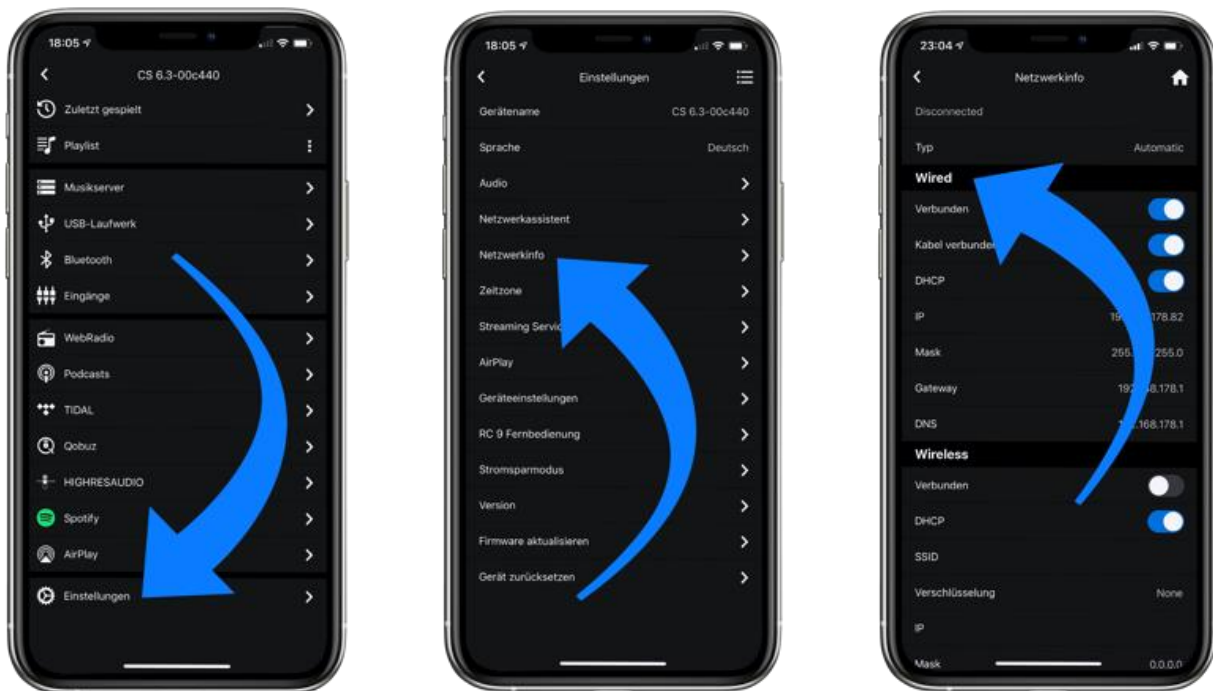 18:05
CS 6.3-00c440
Zuletzt gespielt
Playlist
Musikserver
USB-Laufwerk
Bluetooth
Eingänge
WebRadio
Podcasts
TIDAL
Qobuz
HIGHRESAUDIO
Spotify
AirPlay
Einstellungen
18:05
Einstellungen
Gerätename CS 6.3-00c440
Sprache Deutsch
Audio
Netzwerkassistent
Netzwerkinfo
Zeitzone
Streaming Servic
AirPlay
Geräteeinstellungen
RC 9 Fernbedienung
Stromsparmodus
Version
Firmware aktualisieren
Gerät zurücksetzen
23:04
Netzwerkinfo
Disconnected
Typ Automatic
Wired
Verbunden
Kabel verbunden
DHCP
IP 178.82
Mask 255. 255.0
Gateway 8.178.1
DNS .168.178.1
Wireless
Verbunden
DHCP
SSID
Verschlüsselung None
IP
Mask 0.0.0.0